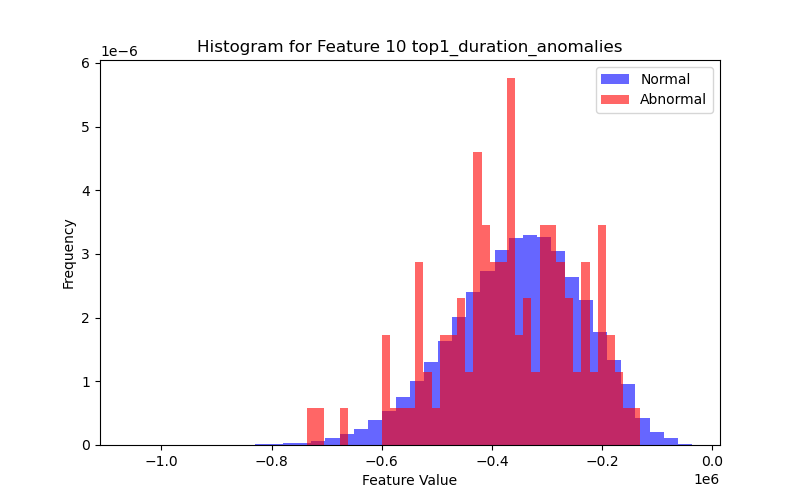 Histogram for Feature 10 top1_duration_anomalies
1e−6
Normal
Abnormal
6
5
4
3
2
1
0
Frequency
−1.0 −0.8 −0.6 −0.4 −0.2 0.0
Feature Value
1e6